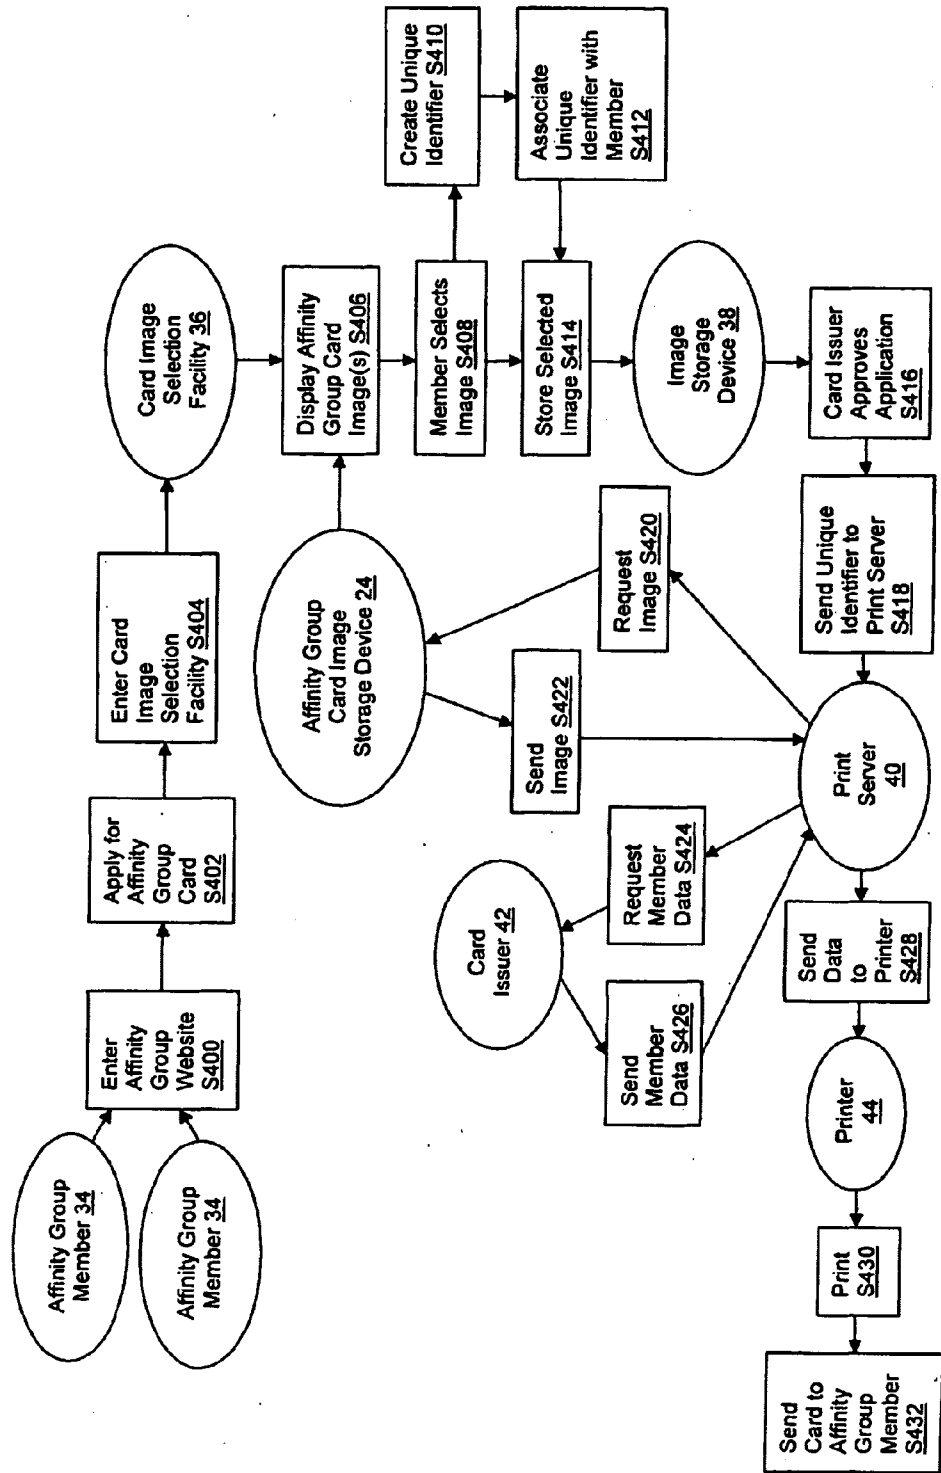 Affinity Group
Member 34
Affinity Group
Member 34
Enter
Affinity
Group
Website
S400
Apply for
Affinity
Group
Card
S402
Enter Card
Image
Selection
Facility S404
Card Image
Selection
Facility 36
Display Affinity
Group Card
Image(s) S406
Member Selects
Image S408
Create Unique
Identifier S410
Associate
Unique
Identifier with
Member
S412
Store Selected
Image S414
Image
Storage
Device 38
Card Issuer
Approves
Application
S416
Send Unique
Identifier to
Print Server
S418
Affinity Group
Card Image
Storage Device 24
Request
Image S420
Send
Image S422
Print
Server
40
Request
Member
Data S424
Card
Issuer 42
Send
Member
Data S426
Send
Data
to
Printer
S428
Printer
44
Print
S430
Send
Card to
Affinity
Group
Member
S432